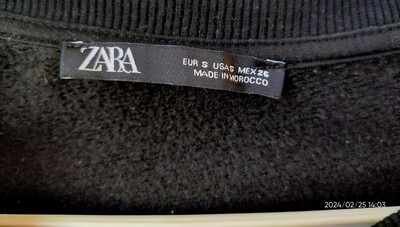 ZARA
EUR S USA S MEX 26
MADE IN MOROCCO
2024/02/25 14:03